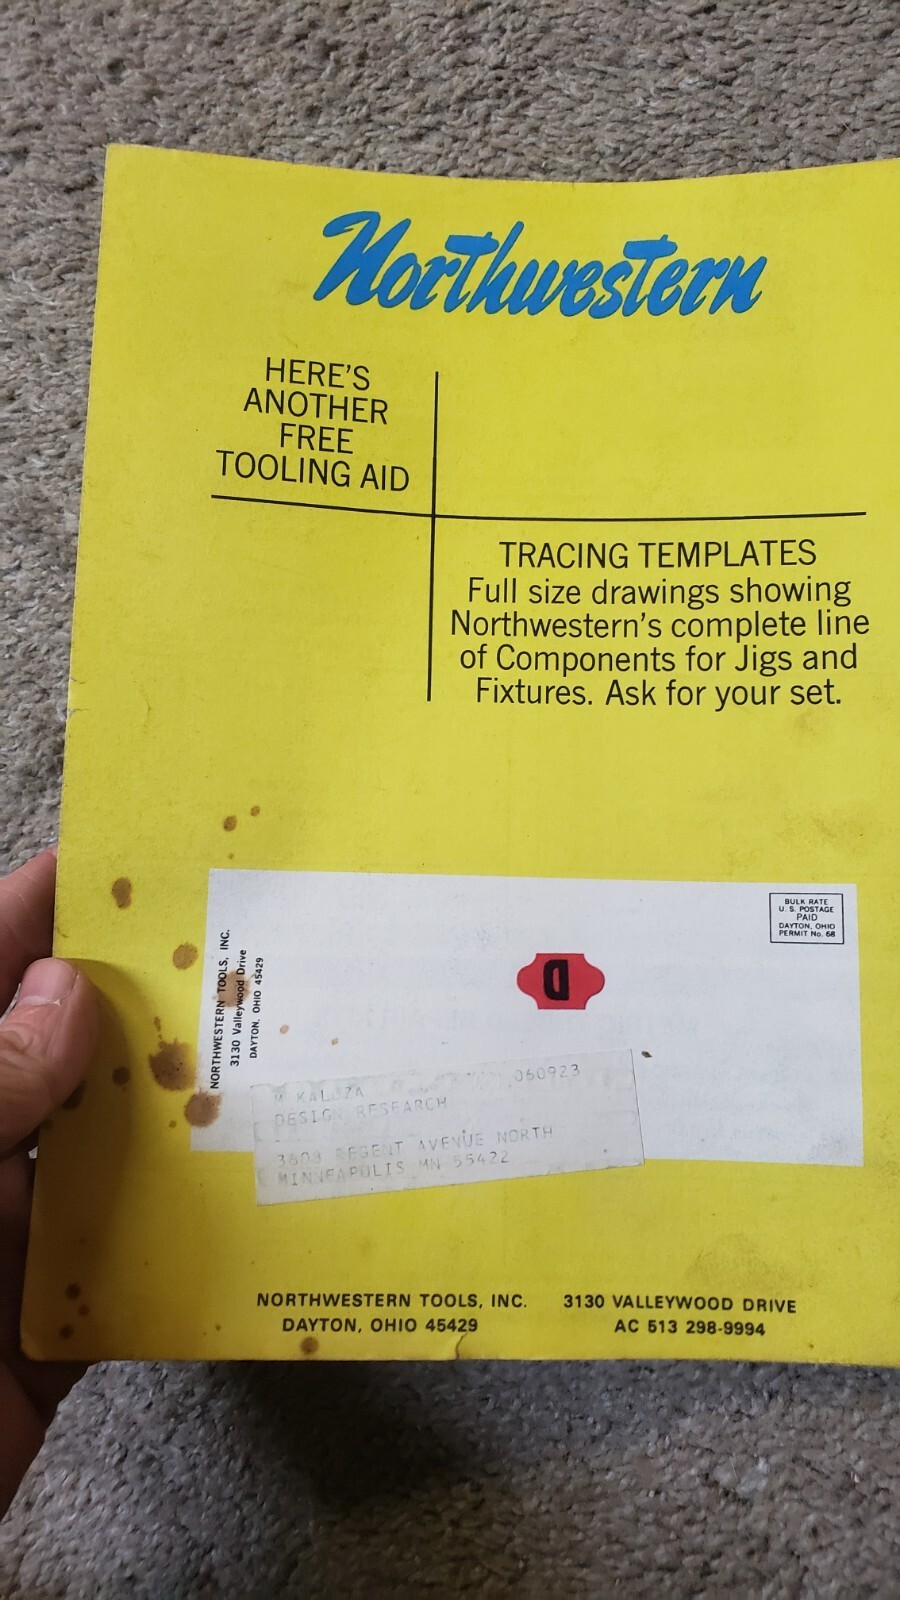 Northwestern
HERE'S
ANOTHER
FREE
TOOLING AID
TRACING TEMPLATES
Full size drawings showing
Northwestern's complete line
of Components for Jigs and
Fixtures. Ask for your set.
BULK RATE
U. S. POSTAGE
PAID
DAYTON, OHIO
PERMIT No. 68
NORTHWESTERN TOOLS, INC.
3130 Valleywood Drive
DAYTON, OHIO 45429
D
M KALUZA 060923
DESIGN RESEARCH
REGENT AVENUE NORTH
MINNEAPOLIS MN 55422
NORTHWESTERN TOOLS, INC. 3130 VALLEYWOOD DRIVE
DAYTON, OHIO 45429 AC 513 298-9994